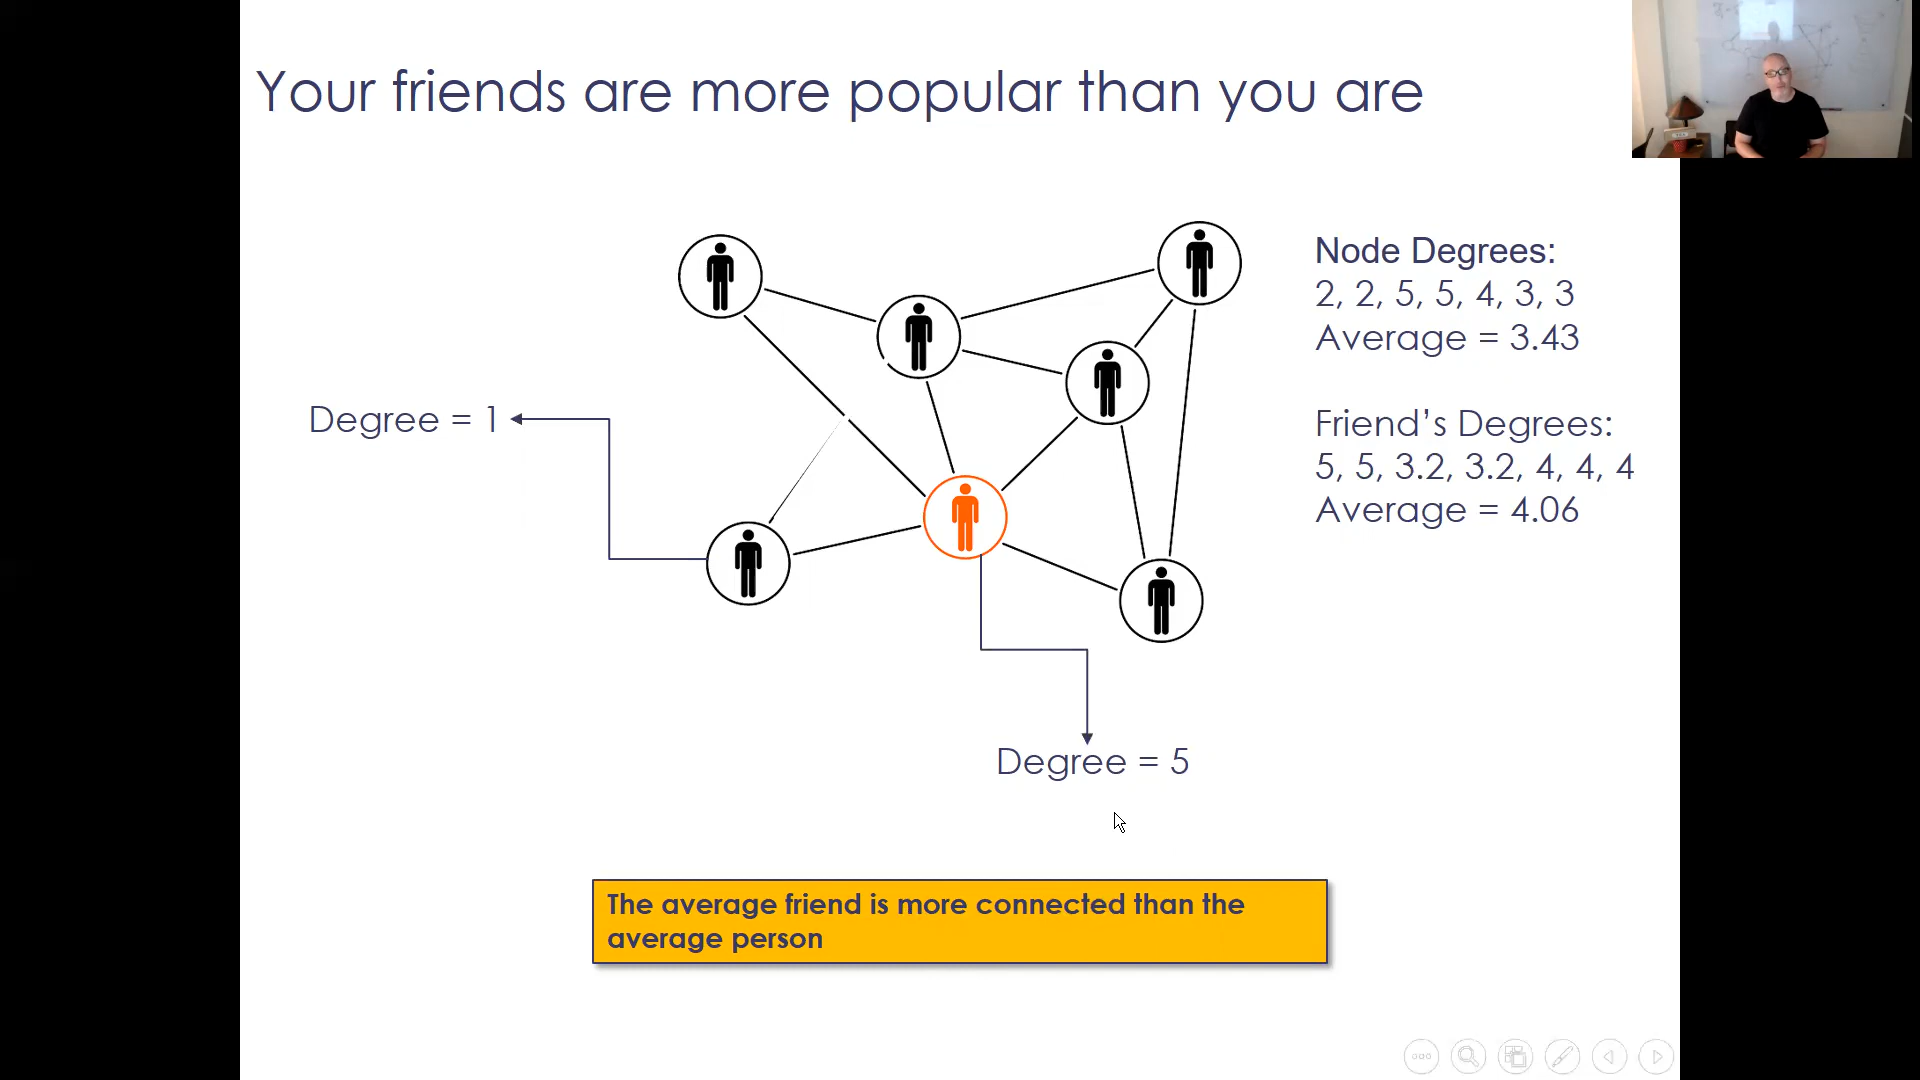 Your friends are more popular than you are
Node Degrees:
2, 2, 5, 5, 4, 3, 3
Average = 3.43
Friend's Degrees:
5, 5, 3.2, 3.2, 4, 4, 4
Average = 4.06
Degree = 1
Degree = 5
The average friend is more connected than the
average person